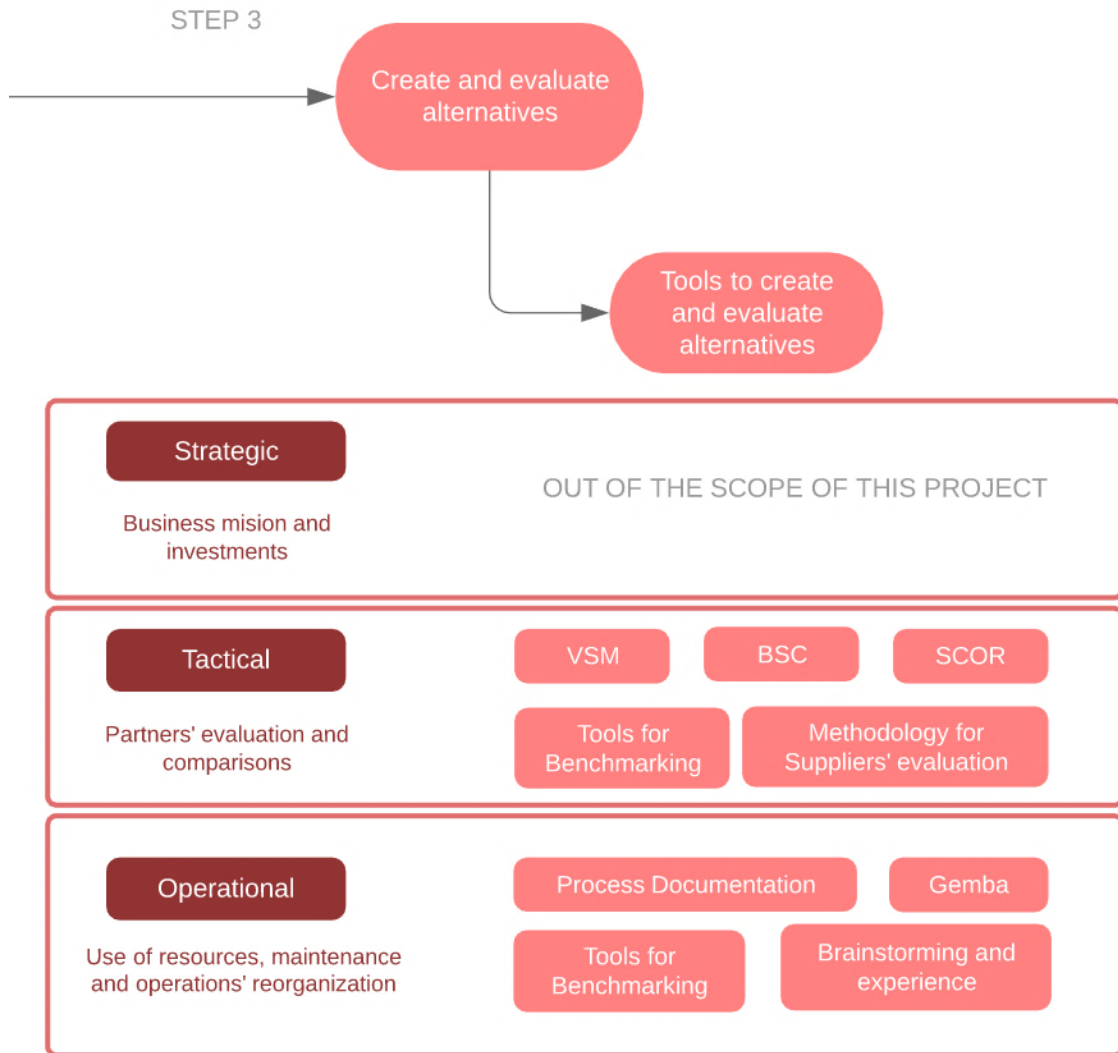 STEP 3
Create and evaluate
alternatives
Tools to create
and evaluate
alternatives
Strategic
Business mision and
investments
OUT OF THE SCOPE OF THIS PROJECT
Tactical
Partners' evaluation and
comparisons
VSM
BSC
SCOR
Tools for
Benchmarking
Methodology for
Suppliers' evaluation
Operational
Use of resources, maintenance
and operations' reorganization
Process Documentation
Gemba
Tools for
Benchmarking
Brainstorming and
experience